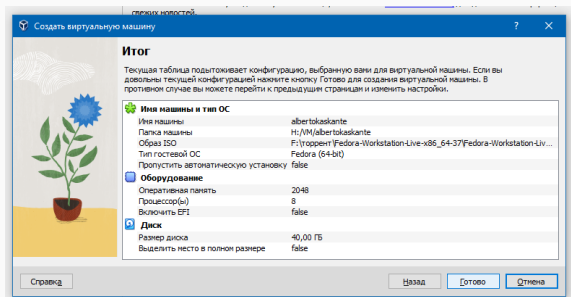 свежих новостей.
Создать виртуальную машину
Итог
Текущая таблица подытоживает конфигурацию, выбранную вами для виртуальной машины. Если вы
довольны текущей конфигурацией нажмите кнопку Готово для создания виртуальной машины. В
противном случае вы можете перейти к предыдущим страницам и изменить настройки.
Имя машины и тип ОС
Имя машины albertokaskante
Папка машины H:/VM/albertokaskante
Образ ISO F:\торрент\Fedora-Workstation-Live-x86_64-37\Fedora-Workstation-Liv...
Тип гостевой ОС Fedora (64-bit)
Пропустить автоматическую установку false
Оборудование
Оперативная память 2048
Процессор(ы) 8
Включить EFI false
Диск
Размер диска 40,00 ГБ
Выделить место в полном размере false
Справка Назад Готово Отмена